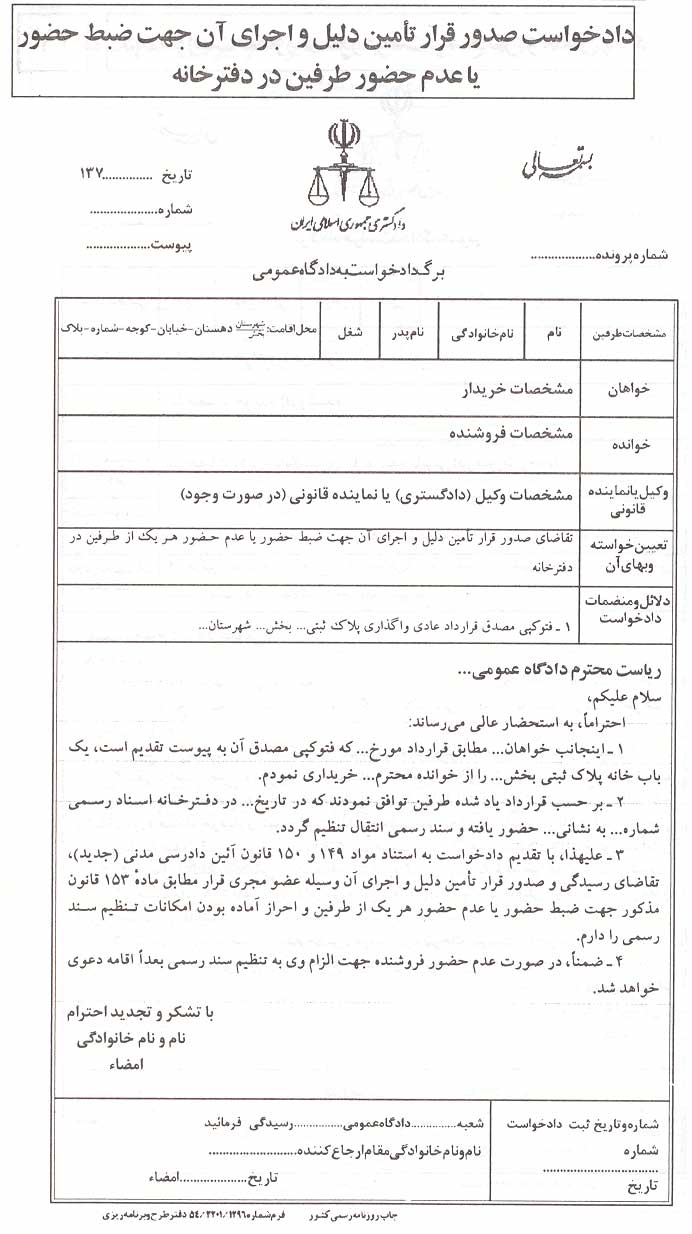 دادخواست صدور قرار تأمین دلیل و اجرای آن جهت ضبط حضور
یا عدم حضور طرفین در دفترخانه
بسمه تعالی
تاریخ ...............۱۳۷
شماره....................
پیوست...................
دادگستری جمهوری اسلامی ایران
شماره پرونده...................
برگ دادخواست به دادگاه عمومی
مشخصات طرفین نام نام خانوادگی نام پدر شغل محل اقامت: شهرستان بخش دهستان-خیابان-کوچه-شماره-پلاک
خواهان مشخصات خریدار
خوانده مشخصات فروشنده
وکیل یا نماینده قانونی مشخصات وکیل (دادگستری) یا نماینده قانونی (در صورت وجود)
تعیین خواسته وبهای آن تقاضای صدور قرار تأمین دلیل و اجرای آن جهت ضبط حضور یا عدم حضور هر یک از طرفین در
دفترخانه
دلائل ومنضمات دادخواست ۱ ـ فتوکپی مصدق قرارداد عادی واگذاری پلاک ثبتی... بخش... شهرستان...
ریاست محترم دادگاه عمومی...
سلام علیکم،
احتراماً، به استحضار عالی می‌رساند:
۱ ـ اینجانب خواهان... مطابق قرارداد مورخ... که فتوکپی مصدق آن به پیوست تقدیم است، یک
باب خانه پلاک ثبتی بخش... را از خوانده محترم... خریداری نمودم.
۲ ـ بر حسب قرارداد یاد شده طرفین توافق نمودند که در تاریخ... در دفترخانه اسناد رسمی
شماره... به نشانی... حضور یافته و سند رسمی انتقال تنظیم گردد.
۳ ـ علیهذا، با تقدیم دادخواست به استناد مواد ۱۴۹ و ۱۵۰ قانون آئین دادرسی مدنی (جدید)،
تقاضای رسیدگی و صدور قرار تأمین دلیل و اجرای آن وسیله عضو مجری قرار مطابق مادهٔ ۱۵۳ قانون
مذکور جهت ضبط حضور یا عدم حضور هر یک از طرفین و احراز آماده بودن امکانات تنظیم سند
رسمی را دارم.
۴ ـ ضمناً، در صورت عدم حضور فروشنده جهت الزام وی به تنظیم سند رسمی بعداً اقامه دعوی
خواهد شد.
با تشکر و تجدید احترام
نام و نام خانوادگی
امضاء
شماره وتاریخ ثبت دادخواست
شماره
................................
تاریخ
شعبه..............دادگاه عمومی...............رسیدگی فرمائید
نام ونام خانوادگی مقام ارجاع کننده.........................
تاریخ....................امضاء
چاپ روزنامه رسمی کشور فرم شماره ۵۴/۲۲۰۱/۱۲۹۶ دفتر طرح و برنامه ریزی